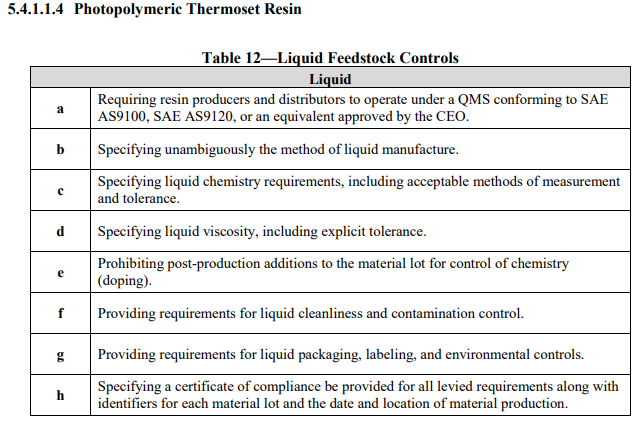 5.4.1.1.4 Photopolymeric Thermoset Resin
Table 12—Liquid Feedstock Controls
Liquid
a
Requiring resin producers and distributors to operate under a QMS conforming to SAE
AS9100, SAE AS9120, or an equivalent approved by the CEO.
b
Specifying unambiguously the method of liquid manufacture.
c
Specifying liquid chemistry requirements, including acceptable methods of measurement
and tolerance.
d
Specifying liquid viscosity, including explicit tolerance.
e
Prohibiting post-production additions to the material lot for control of chemistry
(doping).
f
Providing requirements for liquid cleanliness and contamination control.
g
Providing requirements for liquid packaging, labeling, and environmental controls.
h
Specifying a certificate of compliance be provided for all levied requirements along with
identifiers for each material lot and the date and location of material production.